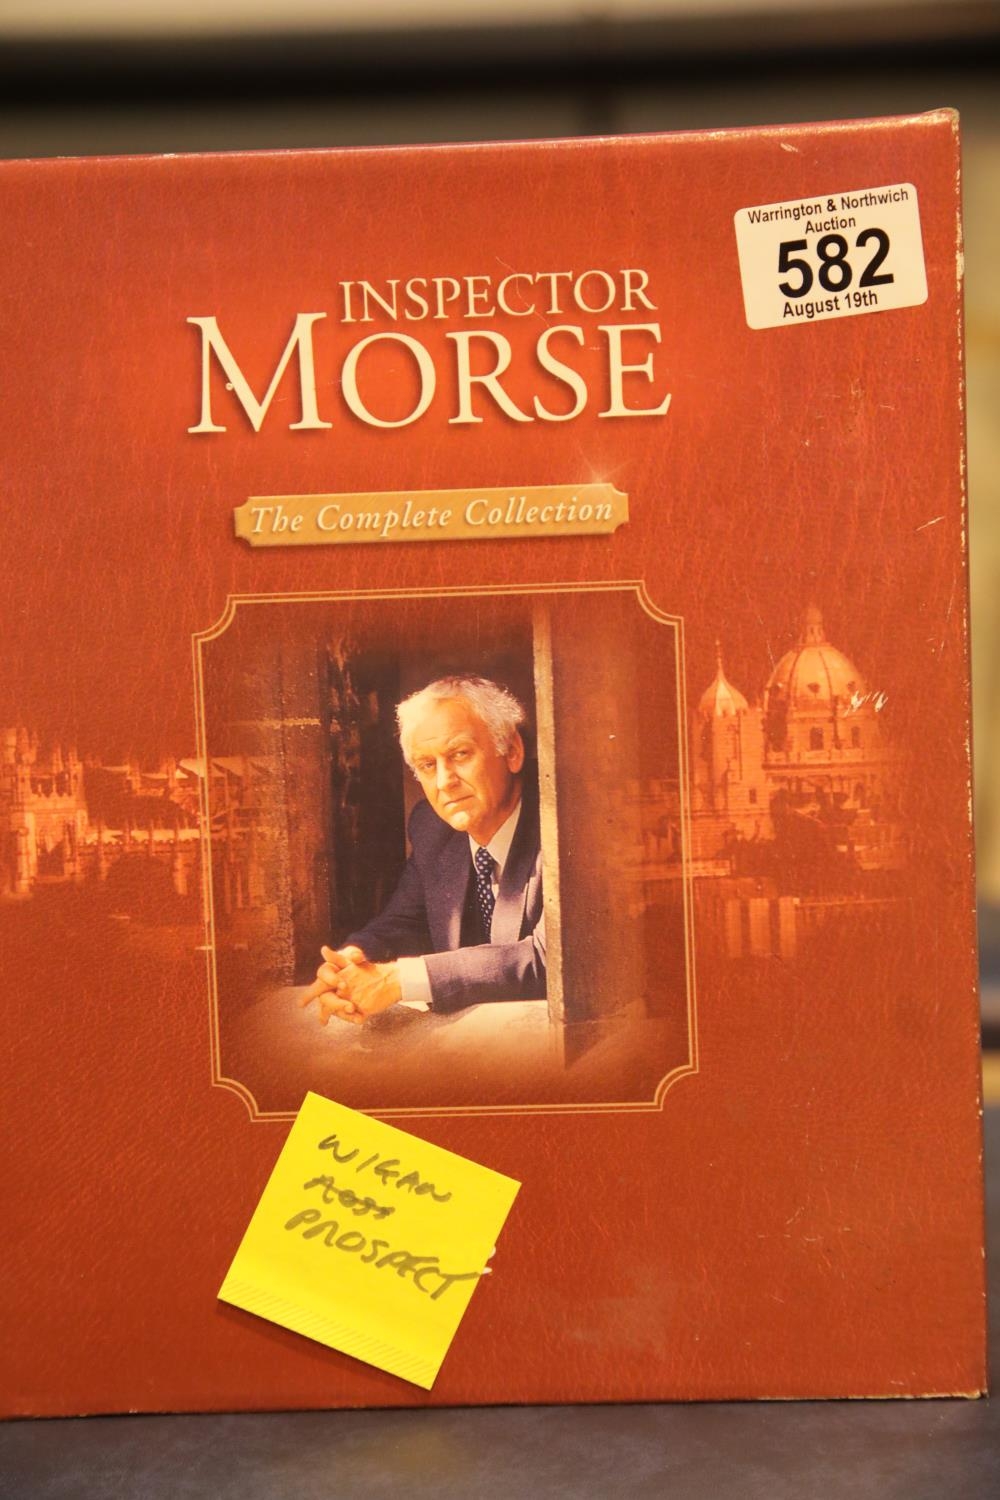 Warrington & Northwich
Auction
582
August 19th
INSPECTOR
MORSE
The Complete Collection
WIGAN
PROSPECT